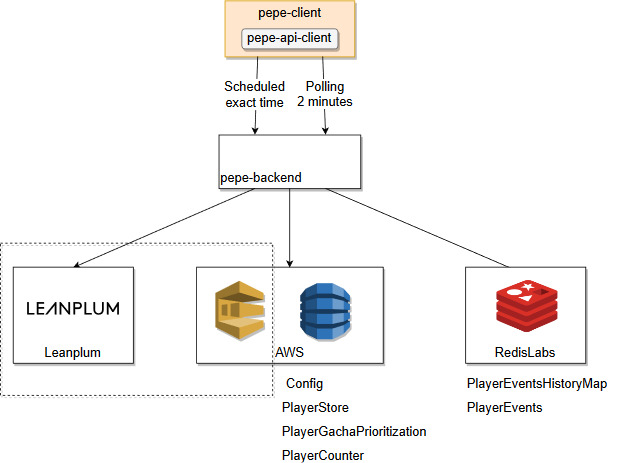 pepe-client
pepe-api-client
Scheduled
exact time
Polling
2 minutes
pepe-backend
LEANPLUM
Leanplum
AWS
RedisLabs
Config
PlayerStore
PlayerGachaPrioritization
PlayerCounter
PlayerEventsHistoryMap
PlayerEvents